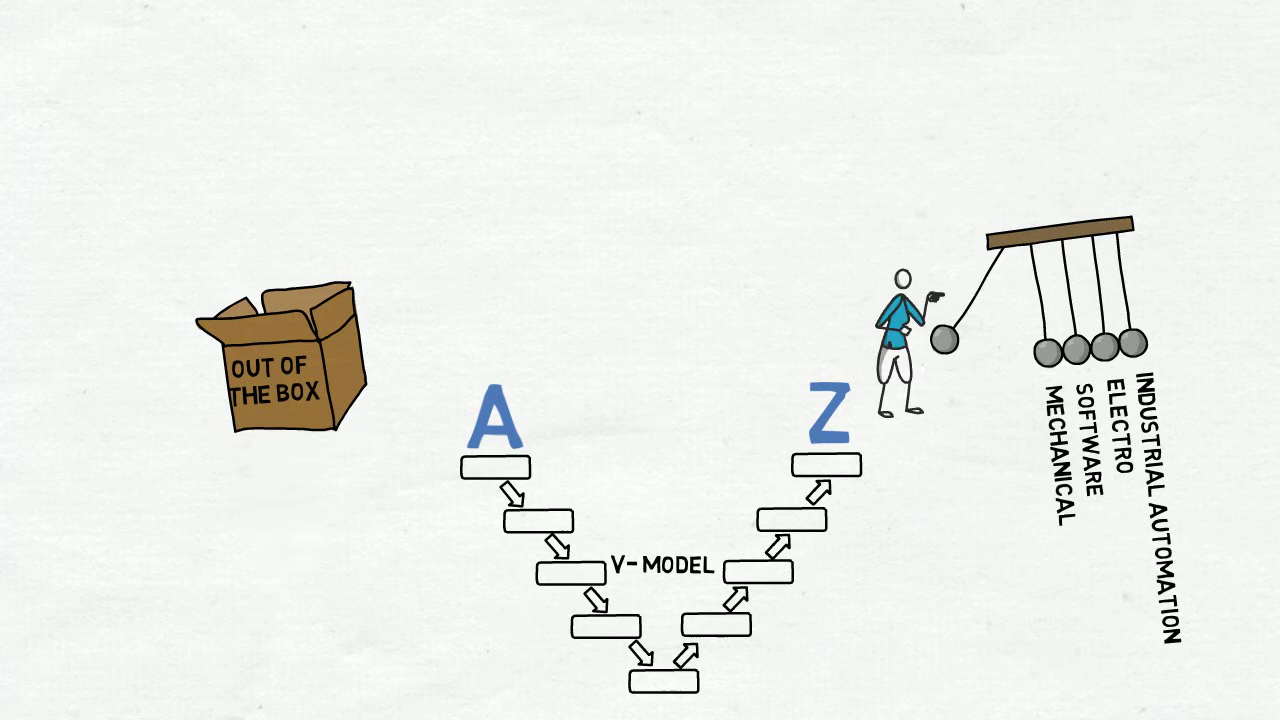 OUT OF
THE BOX
A
Z
V-MODEL
MECHANICAL
SOFTWARE
ELECTRO
INDUSTRIAL AUTOMATION